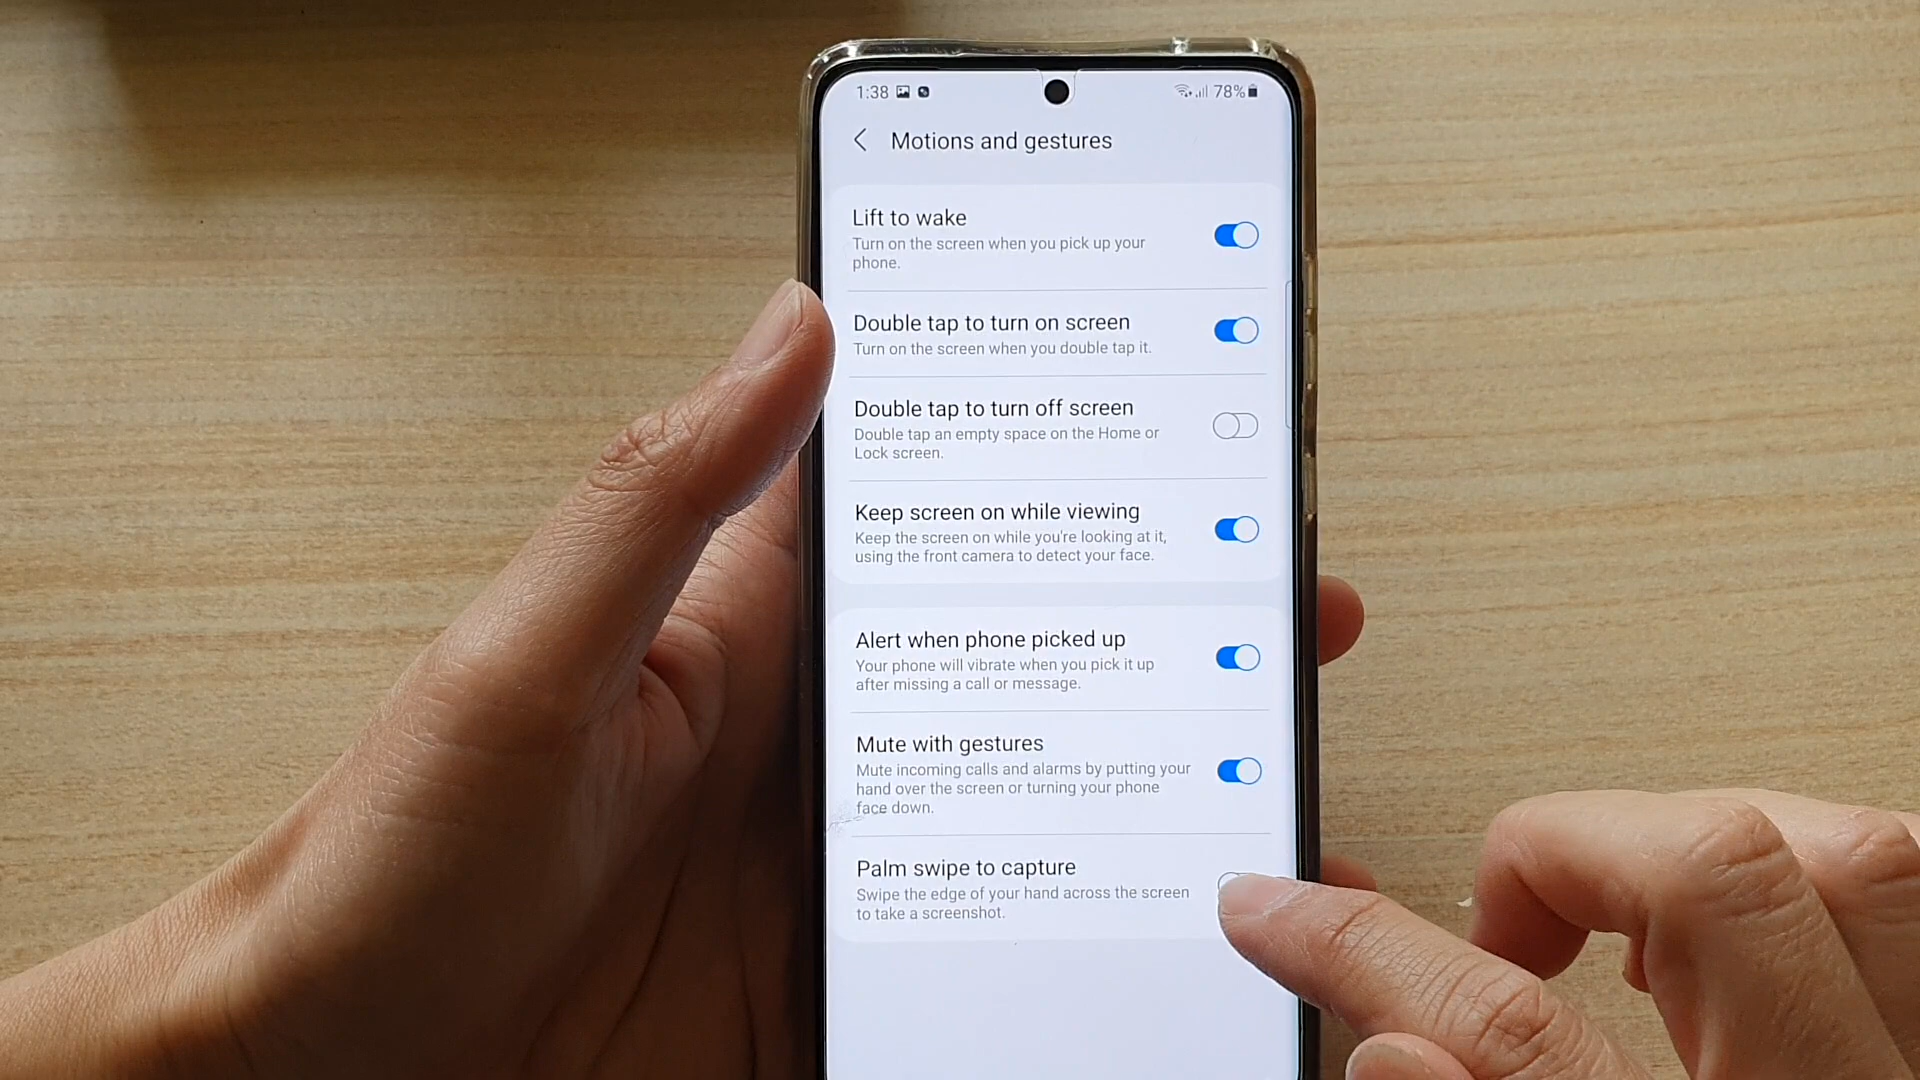 1:38
78%
Motions and gestures
Lift to wake
Turn on the screen when you pick up your
phone.
Double tap to turn on screen
Turn on the screen when you double tap it.
Double tap to turn off screen
Double tap an empty space on the Home or
Lock screen.
Keep screen on while viewing
Keep the screen on while you're looking at it,
using the front camera to detect your face.
Alert when phone picked up
Your phone will vibrate when you pick it up
after missing a call or message.
Mute with gestures
Mute incoming calls and alarms by putting your
hand over the screen or turning your phone
face down.
Palm swipe to capture
Swipe the edge of your hand across the screen
to take a screenshot.